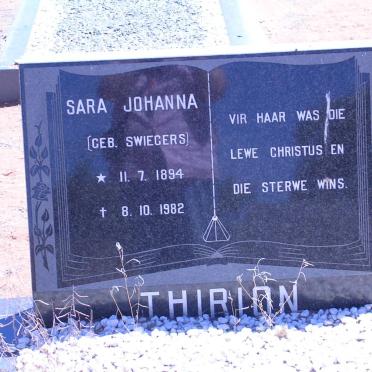 SARA JOHANNA
(GEB. SWIEGERS)
★ 11. 7. 1894
✝ 8. 10. 1982
VIR HAAR WAS DIE
LEWE CHRISTUS EN
DIE STERWE WINS.
THIRION